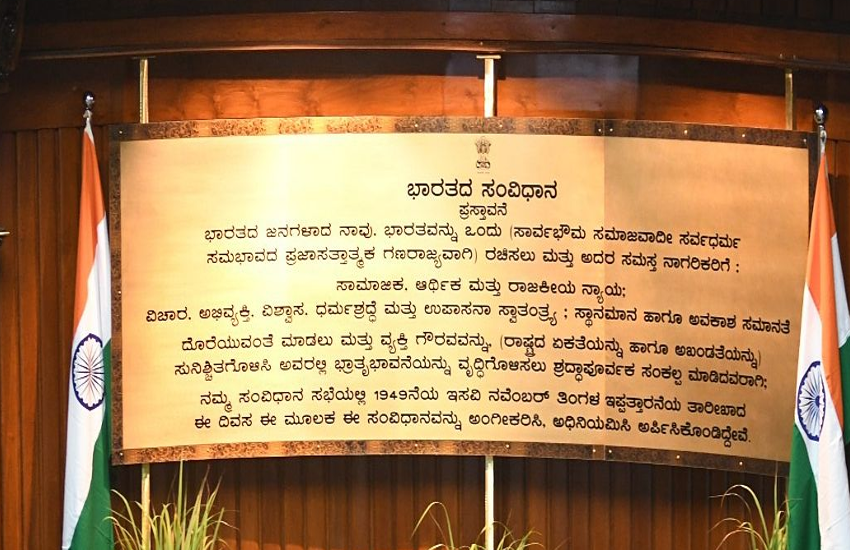 ಭಾರತದ ಸಂವಿಧಾನ
ಪ್ರಸ್ತಾವನೆ
ಭಾರತದ ಜನಗಳಾದ ನಾವು. ಭಾರತವನ್ನು ಒಂದು (ಸಾರ್ವಭೌಮ ಸಮಾಜವಾದೀ ಸರ್ವಧರ್ಮ
ಸಮಭಾವದ ಪ್ರಜಾಸತ್ತಾತ್ಮಕ ಗಣರಾಜ್ಯವಾಗಿ) ರಚಿಸಲು ಮತ್ತು ಅದರ ಸಮಸ್ತ ನಾಗರಿಕರಿಗೆ :
ಸಾಮಾಜಿಕ. ಆರ್ಥಿಕ ಮತ್ತು ರಾಜಕೀಯ ನ್ಯಾಯ;
ವಿಚಾರ. ಅಭಿವ್ಯಕ್ತಿ. ವಿಶ್ವಾಸ. ಧರ್ಮಶ್ರದ್ಧೆ ಮತ್ತು ಉಪಾಸನಾ ಸ್ವಾತಂತ್ರ್ಯ ; ಸ್ಥಾನಮಾನ ಹಾಗೂ ಅವಕಾಶ ಸಮಾನತೆ
ದೊರೆಯುವಂತೆ ಮಾಡಲು ಮತ್ತು ವ್ಯಕ್ತಿ ಗೌರವವನ್ನು, (ರಾಷ್ಟ್ರದ ಏಕತೆಯನ್ನು ಹಾಗೂ ಅಖಂಡತೆಯನ್ನು)
ಸುನಿಶ್ಚಿತಗೊಳಿಸಿ ಅವರಲ್ಲಿ ಭ್ರಾತೃಭಾವನೆಯನ್ನು ವೃದ್ಧಿಗೊಳಿಸಲು ಶ್ರದ್ಧಾಪೂರ್ವಕ ಸಂಕಲ್ಪ ಮಾಡಿದವರಾಗಿ;
ನಮ್ಮ ಸಂವಿಧಾನ ಸಭೆಯಲ್ಲಿ 1949ನೆಯ ಇಸವಿ ನವೆಂಬರ್ ತಿಂಗಳ ಇಪ್ಪತ್ತಾರನೆಯ ತಾರೀಖಾದ
ಈ ದಿವಸ ಈ ಮೂಲಕ ಈ ಸಂವಿಧಾನವನ್ನು ಅಂಗೀಕರಿಸಿ, ಅಧಿನಿಯಮಿಸಿ ಅರ್ಪಿಸಿಕೊಂಡಿದ್ದೇವೆ.